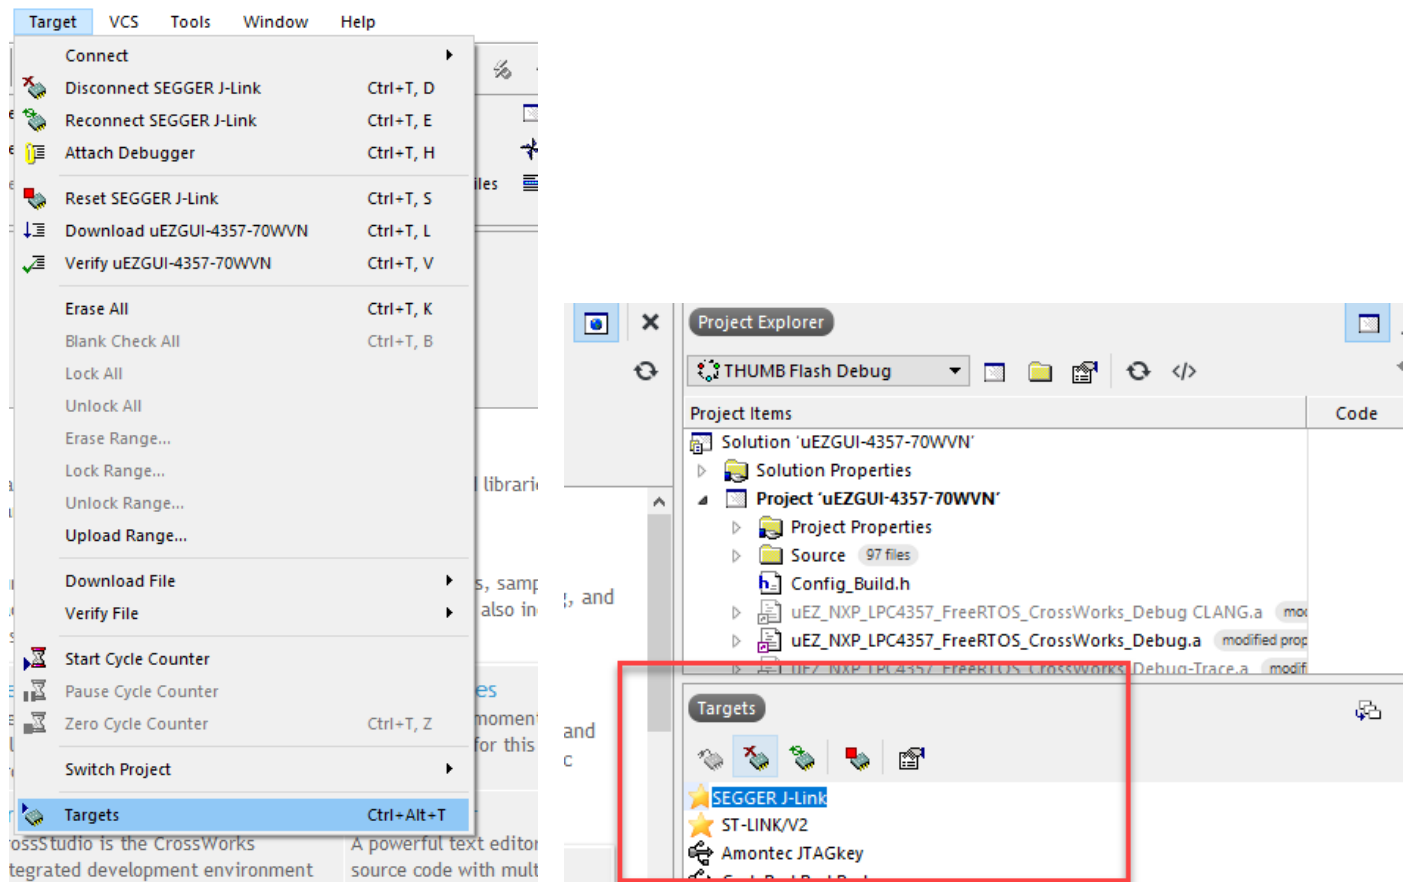 Target VCS Tools Window Help
Connect
Disconnect SEGGER J-Link Ctrl+T, D
Reconnect SEGGER J-Link Ctrl+T, E
Attach Debugger Ctrl+T, H
Reset SEGGER J-Link Ctrl+T, S
Download uEZGUI-4357-70WVN Ctrl+T, L
Verify uEZGUI-4357-70WVN Ctrl+T, V
Erase All Ctrl+T, K
Blank Check All Ctrl+T, B
Lock All
Unlock All
Erase Range...
Lock Range...
Unlock Range...
Upload Range...
Download File
Verify File
Start Cycle Counter
Pause Cycle Counter
Zero Cycle Counter Ctrl+T, Z
Switch Project
Targets Ctrl+Alt+T
iles
l librari
s, samp
also in
es
momen
for this
rossStudio is the CrossWorks
tegrated development environment
A powerful text editor
source code with mult
g, and
and
c
Project Explorer
THUMB Flash Debug
Project Items Code
Solution 'uEZGUI-4357-70WVN'
Solution Properties
Project 'uEZGUI-4357-70WVN'
Project Properties
Source 97 files
Config_Build.h
uEZ_NXP_LPC4357_FreeRTOS_CrossWorks_Debug CLANG.a mod
uEZ_NXP_LPC4357_FreeRTOS_CrossWorks_Debug.a modified prop
uEZ_NXP_LPC4357_FreeRTOS_CrossWorks_Debug-Trace.a modif
Targets
SEGGER J-Link
ST-LINK/V2
Amontec JTAGkey